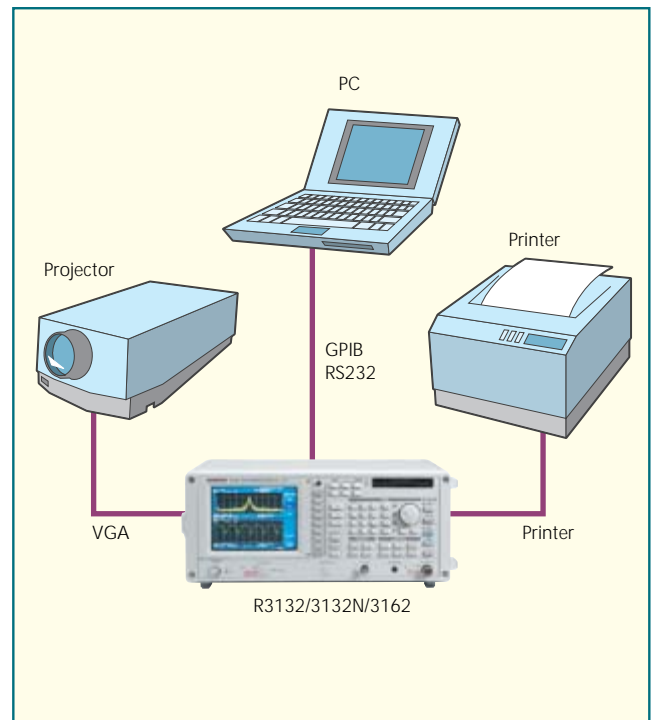 PC
Printer
Projector
GPIB
RS232
VGA
Printer
R3132/3132N/3162